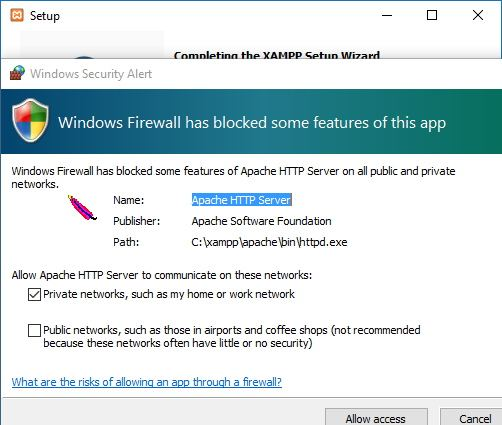 Setup
Completing the XAMPP Setup Wizard
Windows Security Alert
Windows Firewall has blocked some features of this app
Windows Firewall has blocked some features of Apache HTTP Server on all public and private
networks.
Name: Apache HTTP Server
Publisher: Apache Software Foundation
Path: C:\xampp\apache\bin\httpd.exe
Allow Apache HTTP Server to communicate on these networks:
Private networks, such as my home or work network
Public networks, such as those in airports and coffee shops (not recommended
because these networks often have little or no security)
What are the risks of allowing an app through a firewall?
Allow access Cancel